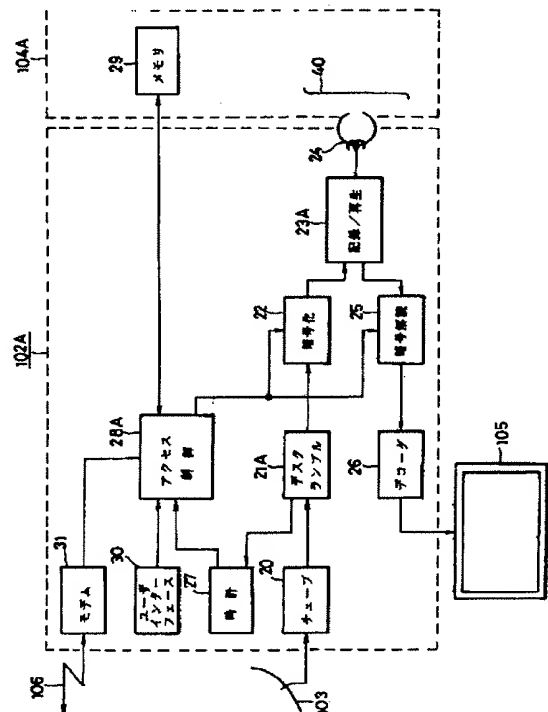 103
106
102A
20
チューブ
27
時計
30
ユーザ
インター
フェース
31
モデム
105
26
デコーダ
21A
デスク
ランブル
28A
アクセス
制御
25
暗号解読
22
暗号化
23A
記録/再生
24
40
29
メモリ
104A